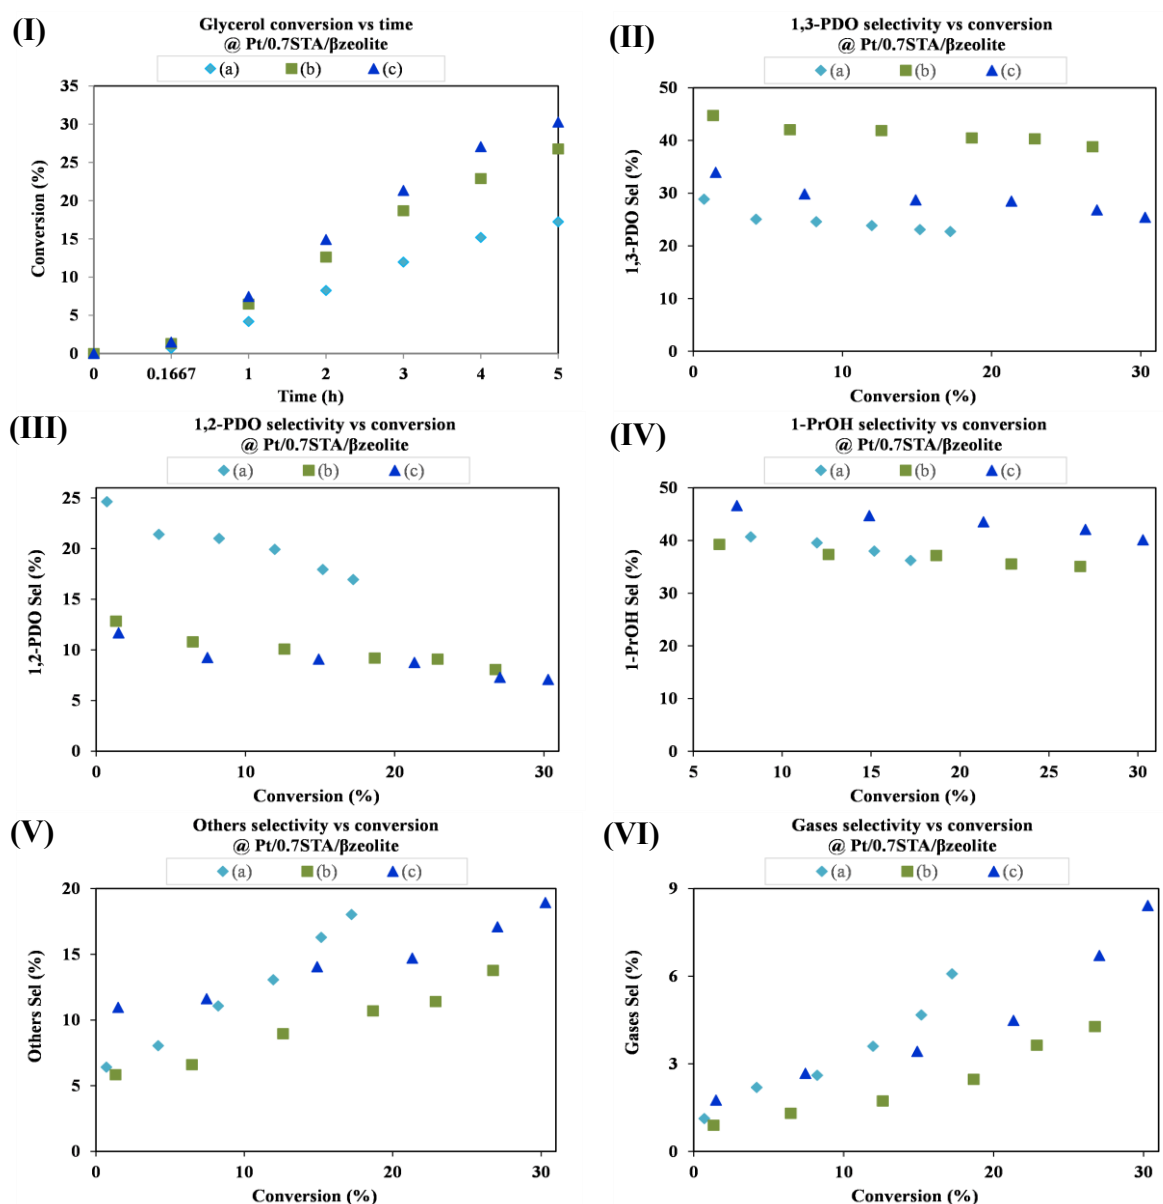 (I)
Glycerol conversion vs time
@ Pt/0.7STA/βzeolite
(a) (b) (c)
35
30
25
20
15
10
5
0
Conversion (%)
0 0.1667 1 2 3 4 5
Time (h)
(II)
1,3-PDO selectivity vs conversion
@ Pt/0.7STA/βzeolite
(a) (b) (c)
50
40
30
20
10
0
1,3-PDO Sel (%)
0 10 20 30
Conversion (%)
(III)
1,2-PDO selectivity vs conversion
@ Pt/0.7STA/βzeolite
(a) (b) (c)
25
20
15
10
5
0
1,2-PDO Sel (%)
0 10 20 30
Conversion (%)
(IV)
1-PrOH selectivity vs conversion
@ Pt/0.7STA/βzeolite
(a) (b) (c)
50
40
30
20
10
0
1-PrOH Sel (%)
5 10 15 20 25 30
Conversion (%)
(V)
Others selectivity vs conversion
@ Pt/0.7STA/βzeolite
(a) (b) (c)
20
15
10
5
0
Others Sel (%)
0 10 20 30
Conversion (%)
(VI)
Gases selectivity vs conversion
@ Pt/0.7STA/βzeolite
(a) (b) (c)
9
6
3
0
Gases Sel (%)
0 10 20 30
Conversion (%)